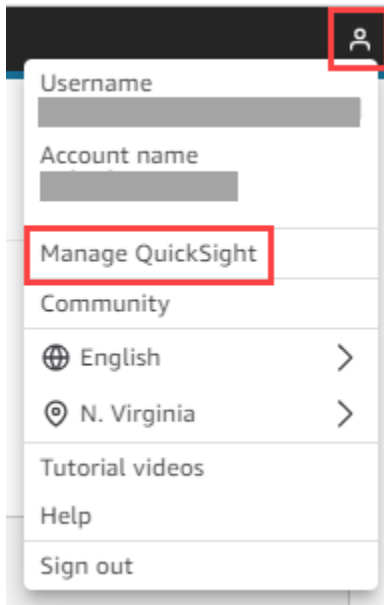 Username
Account name
Manage QuickSight
Community
English
N. Virginia
Tutorial videos
Help
Sign out